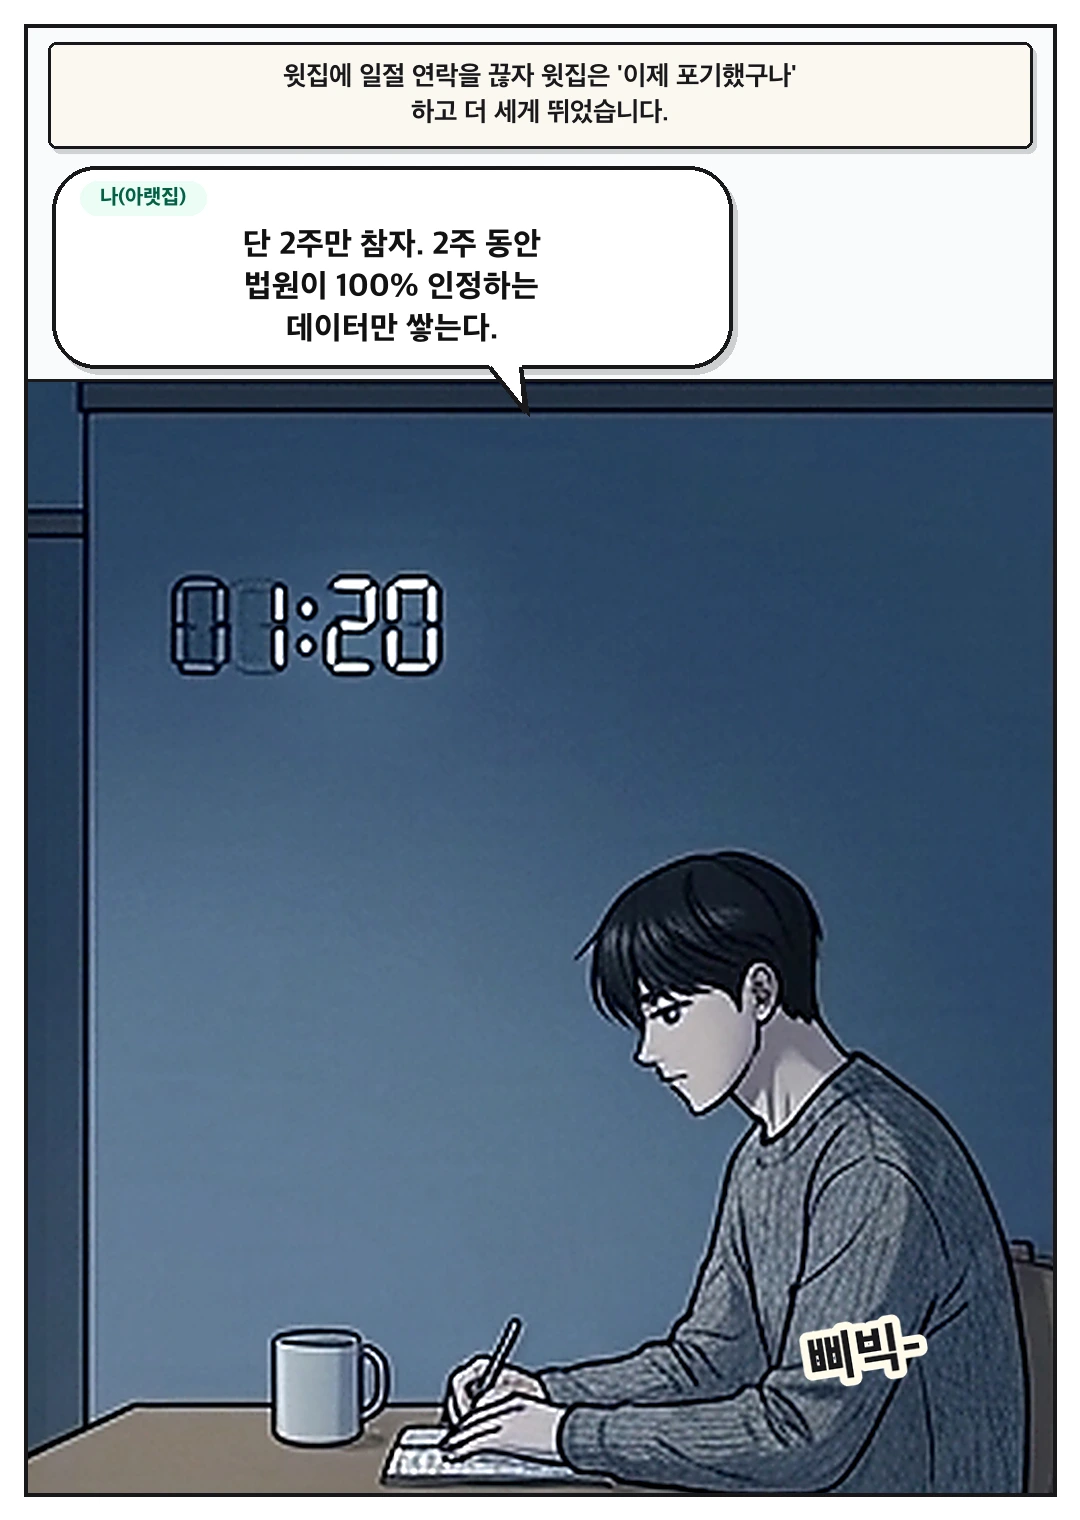 윗집에 일절 연락을 끊자 윗집은 '이제 포기했구나'
하고 더 세게 뛰었습니다.
나(아랫집)
단 2주만 참자. 2주 동안
법원이 100% 인정하는
데이터만 쌓는다.
01:20
삐빅-